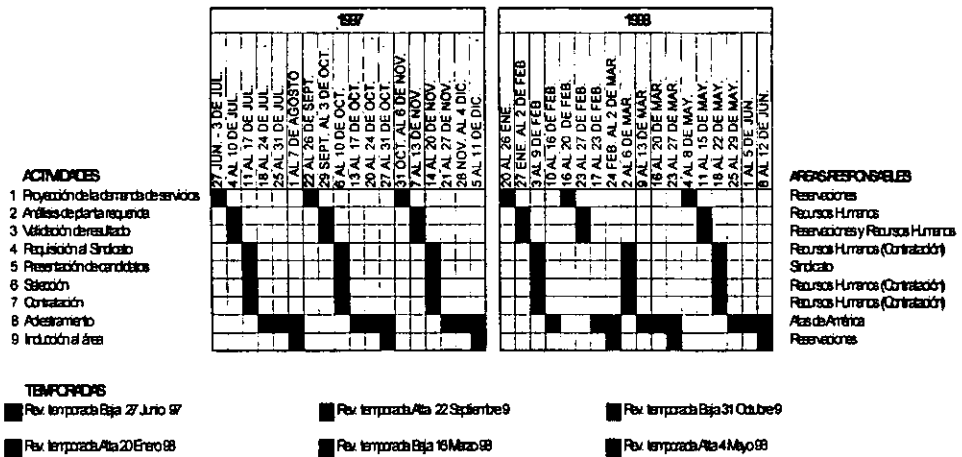 1997
1998
27 JUN. - 3 DE JUL.
4 AL 10 DE JUL.
11 AL 17 DE JUL.
18 AL 24 DE JUL.
25 AL 31 DE JUL.
1 AL 7 DE AGOSTO
22 AL 26 DE SEPT.
29 SEPT. AL 3 DE OCT.
6 AL 10 DE OCT.
13 AL 17 DE OCT.
20 AL 24 DE OCT.
27 AL 31 DE OCT.
31 OCT. AL 6 DE NOV.
7 AL 13 DE NOV.
14 AL 20 DE NOV.
21 AL 27 DE NOV.
28 NOV. AL 4 DIC.
5 AL 11 DE DIC.
20 AL 26 ENE.
27 ENE. AL 2 DE FEB
3 AL 9 DE FEB
10 AL 16 DE FEB
16 AL 20 DE FEB.
23 AL 27 DE FEB.
17 AL 23 DE FEB.
24 FEB. AL 2 DE MAR.
2 AL 6 DE MAR.
9 AL 13 DE MAR.
16 AL 20 DE MAR.
23 AL 27 DE MAR.
4 AL 8 DE MAY.
11 AL 15 DE MAY.
18 AL 22 DE MAY.
25 AL 29 DE MAY.
1 AL 5 DE JUN.
8 AL 12 DE JUN.
ACTIVIDADES
AREAS RESPONSABLES
1 Proyección de la demanda de servicios
Reservaciones
2 Análisis de planta requerida
Recursos Humanos
3 Validación de resultado
Reservaciones y Recursos Humanos
4 Requisición al Sindicato
Recursos Humanos (Contratación)
5 Presentación de candidatos
Sindicato
6 Selección
Recursos Humanos (Contratación)
7 Contratación
Recursos Humanos (Contratación)
8 Adiestramiento
Alas de América
9 Inducción al área
Reservaciones
TEMPORADAS
Rev. temporada Baja 27 Junio 97
Rev. temporada Alta 22 Septiembre 9
Rev. temporada Baja 31 Octubre 9
Rev. temporada Alta 20 Enero 98
Rev. temporada Baja 16 Marzo 98
Rev. temporada Alta 4 Mayo 98